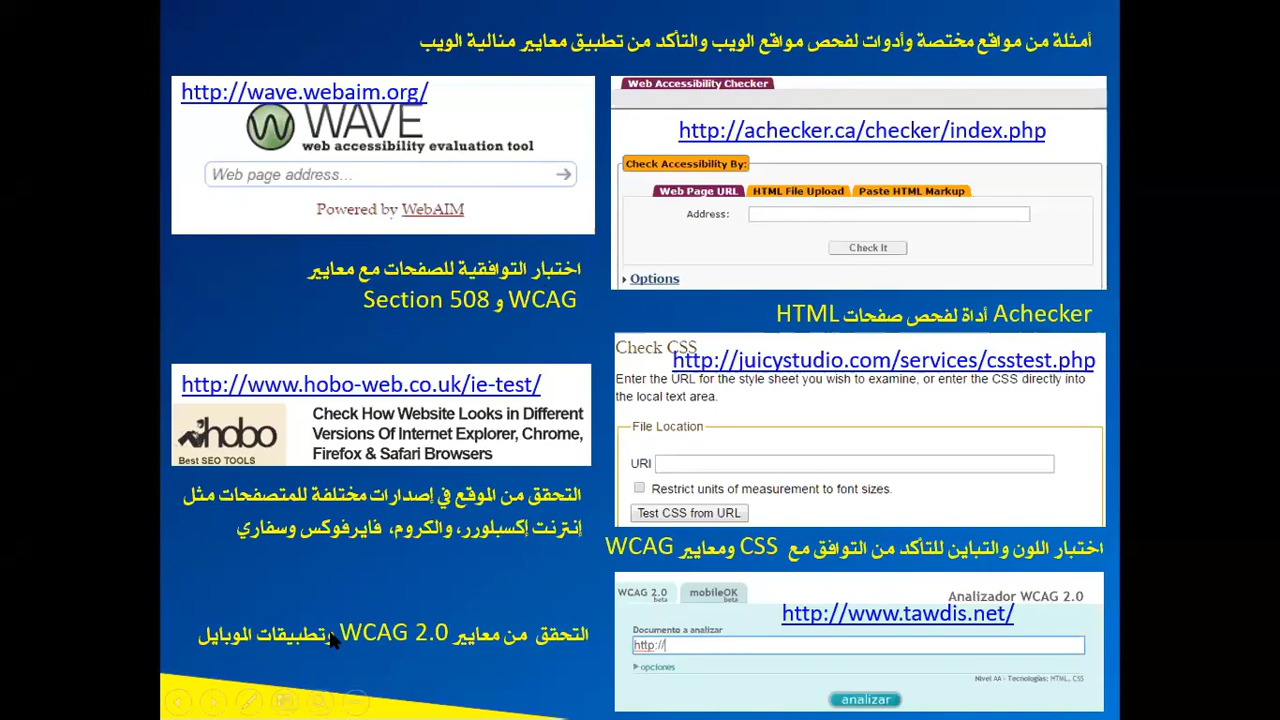 أمثلة من مواقع مختصة وأدوات لفحص مواقع الويب والتأكد من تطبيق معايير منالية الويب
Web Accessibility Checker
http://achecker.ca/checker/index.php
Check Accessibility By:
Web Page URL
HTML File Upload
Paste HTML Markup
Address:
Check It
Options
Achecker أداة لفحص صفحات HTML
http://wave.webaim.org/
WAVE
web accessibility evaluation tool
Web page address...
Powered by WebAIM
اختبار التوافقية للصفحات مع معايير
WCAG و Section 508
Check CSS
http://juicystudio.com/services/csstest.php
Enter the URL for the style sheet you wish to examine, or enter the CSS directly into
the local text area.
File Location
URI
Restrict units of measurement to font sizes.
Test CSS from URL
اختبار اللون والتباين للتأكد من التوافق مع CSS ومعايير WCAG
http://www.hobo-web.co.uk/ie-test/
hobo
Best SEO TOOLS
Check How Website Looks in Different
Versions Of Internet Explorer, Chrome,
Firefox & Safari Browsers
التحقق من الموقع في إصدارات مختلفة للمتصفحات مثل
إنترنت إكسبلورر، والكروم، فايرفوكس وسفاري
WCAG 2.0
beta
mobileOK
beta
Analizador WCAG 2.0
http://www.tawdis.net/
Documento a analizar
http://
opciones
Nivel AA - Tecnologías: HTML, CSS
analizar
التحقق من معايير WCAG 2.0 وتطبيقات الموبايل